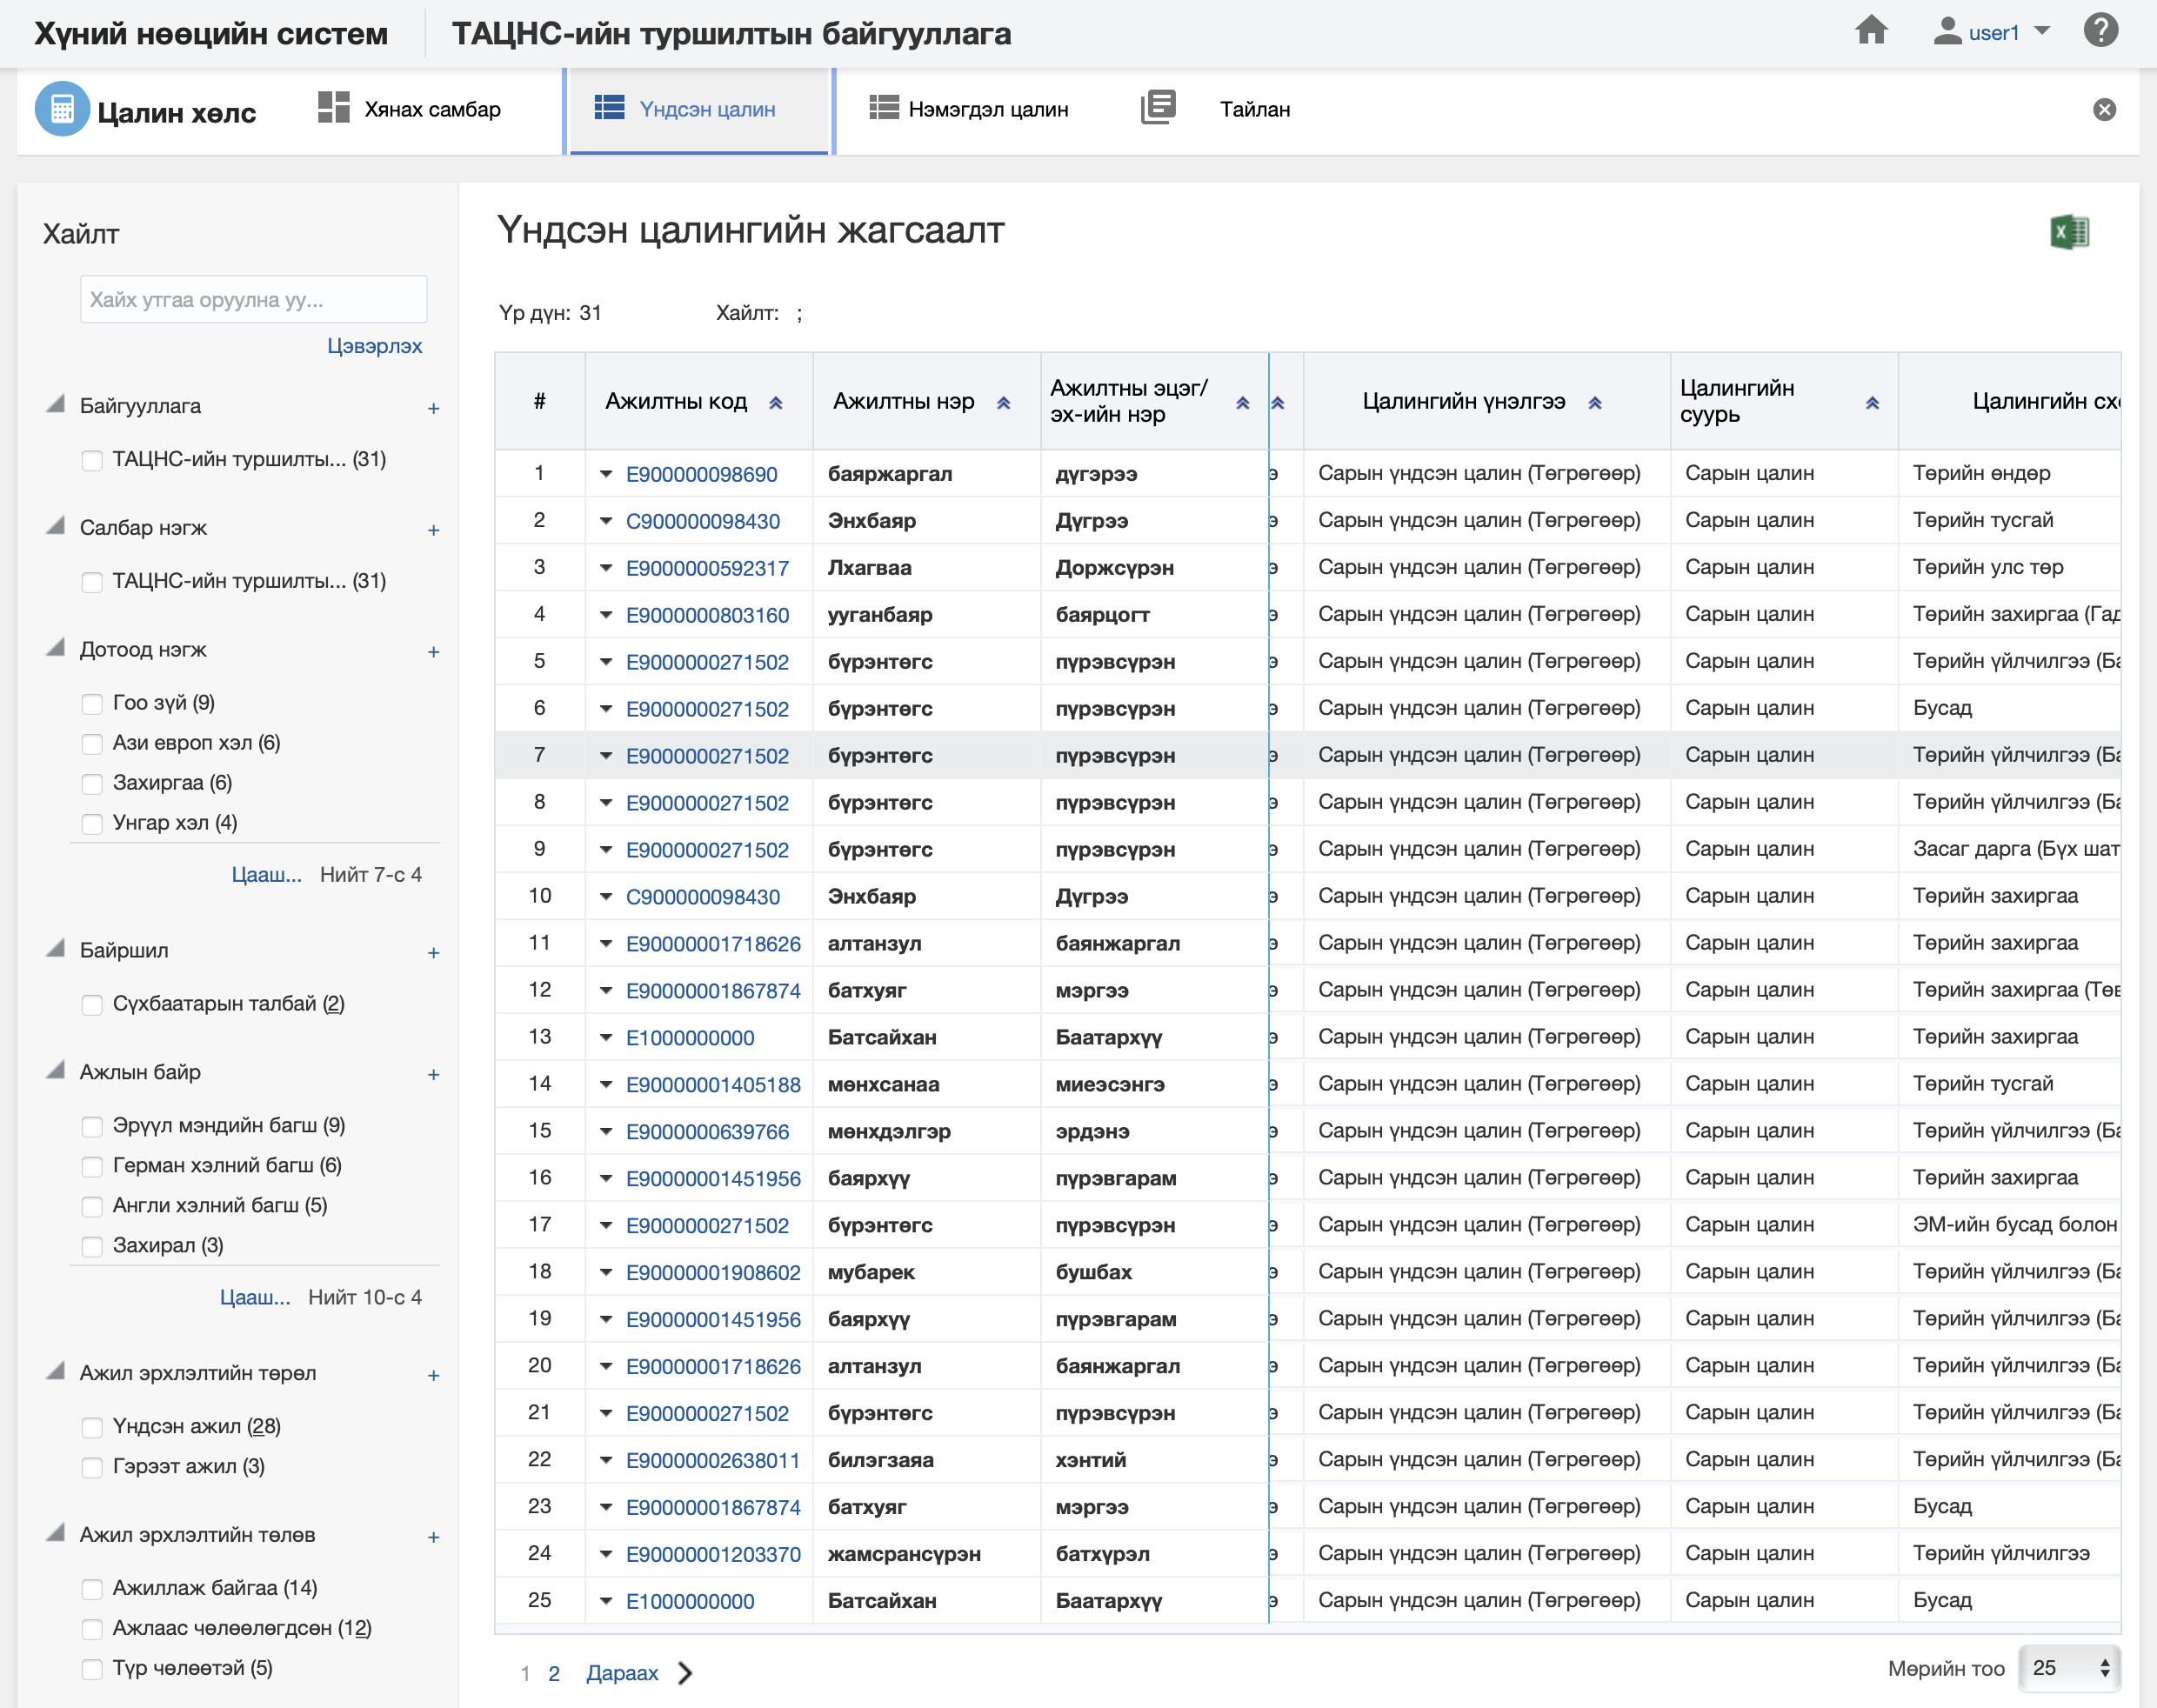 Хүний нөөцийн систем
ТАЦНС-ийн туршилтын байгууллага
user1
Цалин хөлс
Хянах самбар
Үндсэн цалин
Нэмэгдэл цалин
Тайлан
Хайлт
Хайх утгаа оруулна уу...
Цэвэрлэх
Байгууллага +
ТАЦНС-ийн туршилты... (31)
Салбар нэгж +
ТАЦНС-ийн туршилты... (31)
Дотоод нэгж +
Гоо зүй (9)
Ази европ хэл (6)
Захиргаа (6)
Унгар хэл (4)
Цааш... Нийт 7-с 4
Байршил +
Сүхбаатарын талбай (2)
Ажлын байр +
Эрүүл мэндийн багш (9)
Герман хэлний багш (6)
Англи хэлний багш (5)
Захирал (3)
Цааш... Нийт 10-с 4
Ажил эрхлэлтийн төрөл +
Үндсэн ажил (28)
Гэрээт ажил (3)
Ажил эрхлэлтийн төлөв +
Ажиллаж байгаа (14)
Ажлаас чөлөөлөгдсөн (12)
Түр чөлөөтэй (5)
Үндсэн цалингийн жагсаалт
Үр дүн: 31 Хайлт: ;
# Ажилтны код Ажилтны нэр Ажилтны эцэг/ эх-ийн нэр Цалингийн үнэлгээ Цалингийн суурь Цалингийн сх
1 E900000098690 баяржаргал дүгэрээ э Сарын үндсэн цалин (Төгрөгөөр) Сарын цалин Төрийн өндөр
2 C900000098430 Энхбаяр Дүгрээ э Сарын үндсэн цалин (Төгрөгөөр) Сарын цалин Төрийн тусгай
3 E9000000592317 Лхагваа Доржсүрэн э Сарын үндсэн цалин (Төгрөгөөр) Сарын цалин Төрийн улс төр
4 E9000000803160 ууганбаяр баярцогт э Сарын үндсэн цалин (Төгрөгөөр) Сарын цалин Төрийн захиргаа (Гад
5 E9000000271502 бүрэнтөгс пүрэвсүрэн э Сарын үндсэн цалин (Төгрөгөөр) Сарын цалин Төрийн үйлчилгээ (Ба
6 E9000000271502 бүрэнтөгс пүрэвсүрэн э Сарын үндсэн цалин (Төгрөгөөр) Сарын цалин Бусад
7 E9000000271502 бүрэнтөгс пүрэвсүрэн э Сарын үндсэн цалин (Төгрөгөөр) Сарын цалин Төрийн үйлчилгээ (Ба
8 E9000000271502 бүрэнтөгс пүрэвсүрэн э Сарын үндсэн цалин (Төгрөгөөр) Сарын цалин Төрийн үйлчилгээ (Ба
9 E9000000271502 бүрэнтөгс пүрэвсүрэн э Сарын үндсэн цалин (Төгрөгөөр) Сарын цалин Засаг дарга (Бүх шат
10 C900000098430 Энхбаяр Дүгрээ э Сарын үндсэн цалин (Төгрөгөөр) Сарын цалин Төрийн захиргаа
11 E90000001718626 алтанзул баянжаргал э Сарын үндсэн цалин (Төгрөгөөр) Сарын цалин Төрийн захиргаа
12 E90000001867874 батхуяг мэргээ э Сарын үндсэн цалин (Төгрөгөөр) Сарын цалин Төрийн захиргаа (Төв
13 E1000000000 Батсайхан Баатархүү э Сарын үндсэн цалин (Төгрөгөөр) Сарын цалин Төрийн захиргаа
14 E90000001405188 мөнхсанаа миеэсэнгэ э Сарын үндсэн цалин (Төгрөгөөр) Сарын цалин Төрийн тусгай
15 E9000000639766 мөнхдэлгэр эрдэнэ э Сарын үндсэн цалин (Төгрөгөөр) Сарын цалин Төрийн үйлчилгээ (Ба
16 E90000001451956 баярхүү пүрэвгарам э Сарын үндсэн цалин (Төгрөгөөр) Сарын цалин Төрийн захиргаа
17 E9000000271502 бүрэнтөгс пүрэвсүрэн э Сарын үндсэн цалин (Төгрөгөөр) Сарын цалин ЭМ-ийн бусад болон
18 E90000001908602 мубарек бушбах э Сарын үндсэн цалин (Төгрөгөөр) Сарын цалин Төрийн үйлчилгээ (Ба
19 E90000001451956 баярхүү пүрэвгарам э Сарын үндсэн цалин (Төгрөгөөр) Сарын цалин Төрийн үйлчилгээ (Ба
20 E90000001718626 алтанзул баянжаргал э Сарын үндсэн цалин (Төгрөгөөр) Сарын цалин Төрийн үйлчилгээ (Ба
21 E9000000271502 бүрэнтөгс пүрэвсүрэн э Сарын үндсэн цалин (Төгрөгөөр) Сарын цалин Төрийн үйлчилгээ (Ба
22 E90000002638011 билэгзаяа хэнтий э Сарын үндсэн цалин (Төгрөгөөр) Сарын цалин Төрийн үйлчилгээ (Ба
23 E90000001867874 батхуяг мэргээ э Сарын үндсэн цалин (Төгрөгөөр) Сарын цалин Бусад
24 E90000001203370 жамсрансүрэн батхүрэл э Сарын үндсэн цалин (Төгрөгөөр) Сарын цалин Төрийн үйлчилгээ
25 E1000000000 Батсайхан Баатархүү э Сарын үндсэн цалин (Төгрөгөөр) Сарын цалин Бусад
1 2 Дараах
Мөрийн тоо 25